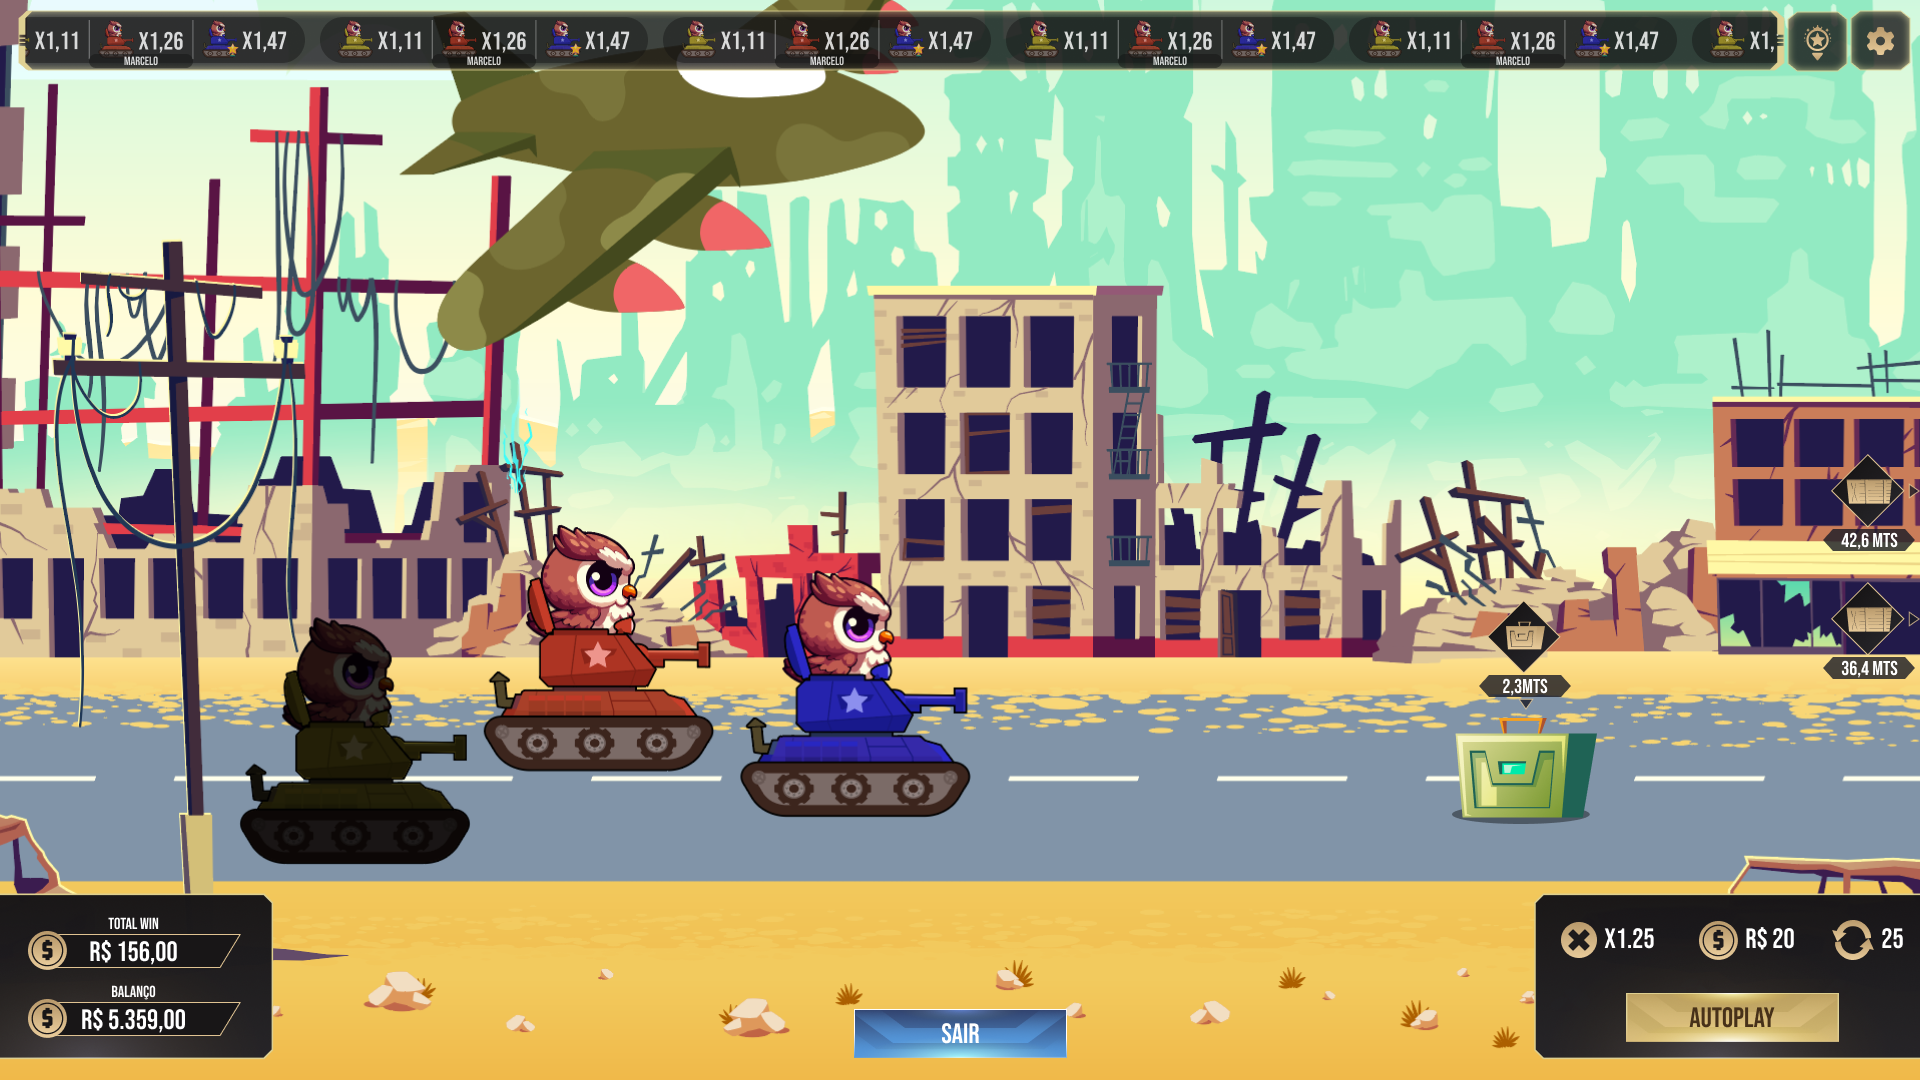 X1,11 X1,26 X1,47 X1,11 X1,26 X1,47 X1,11 X1,26 X1,47 X1,11 X1,26 X1,47 X1,11 X1,26 X1,47 X1,
MARCELO MARCELO MARCELO MARCELO MARCELO
42,6 MTS
36,4 MTS
2,3MTS
TOTAL WIN
R$ 156,00
BALANÇO
R$ 5.359,00
SAIR
X1.25 R$ 20 25
AUTOPLAY